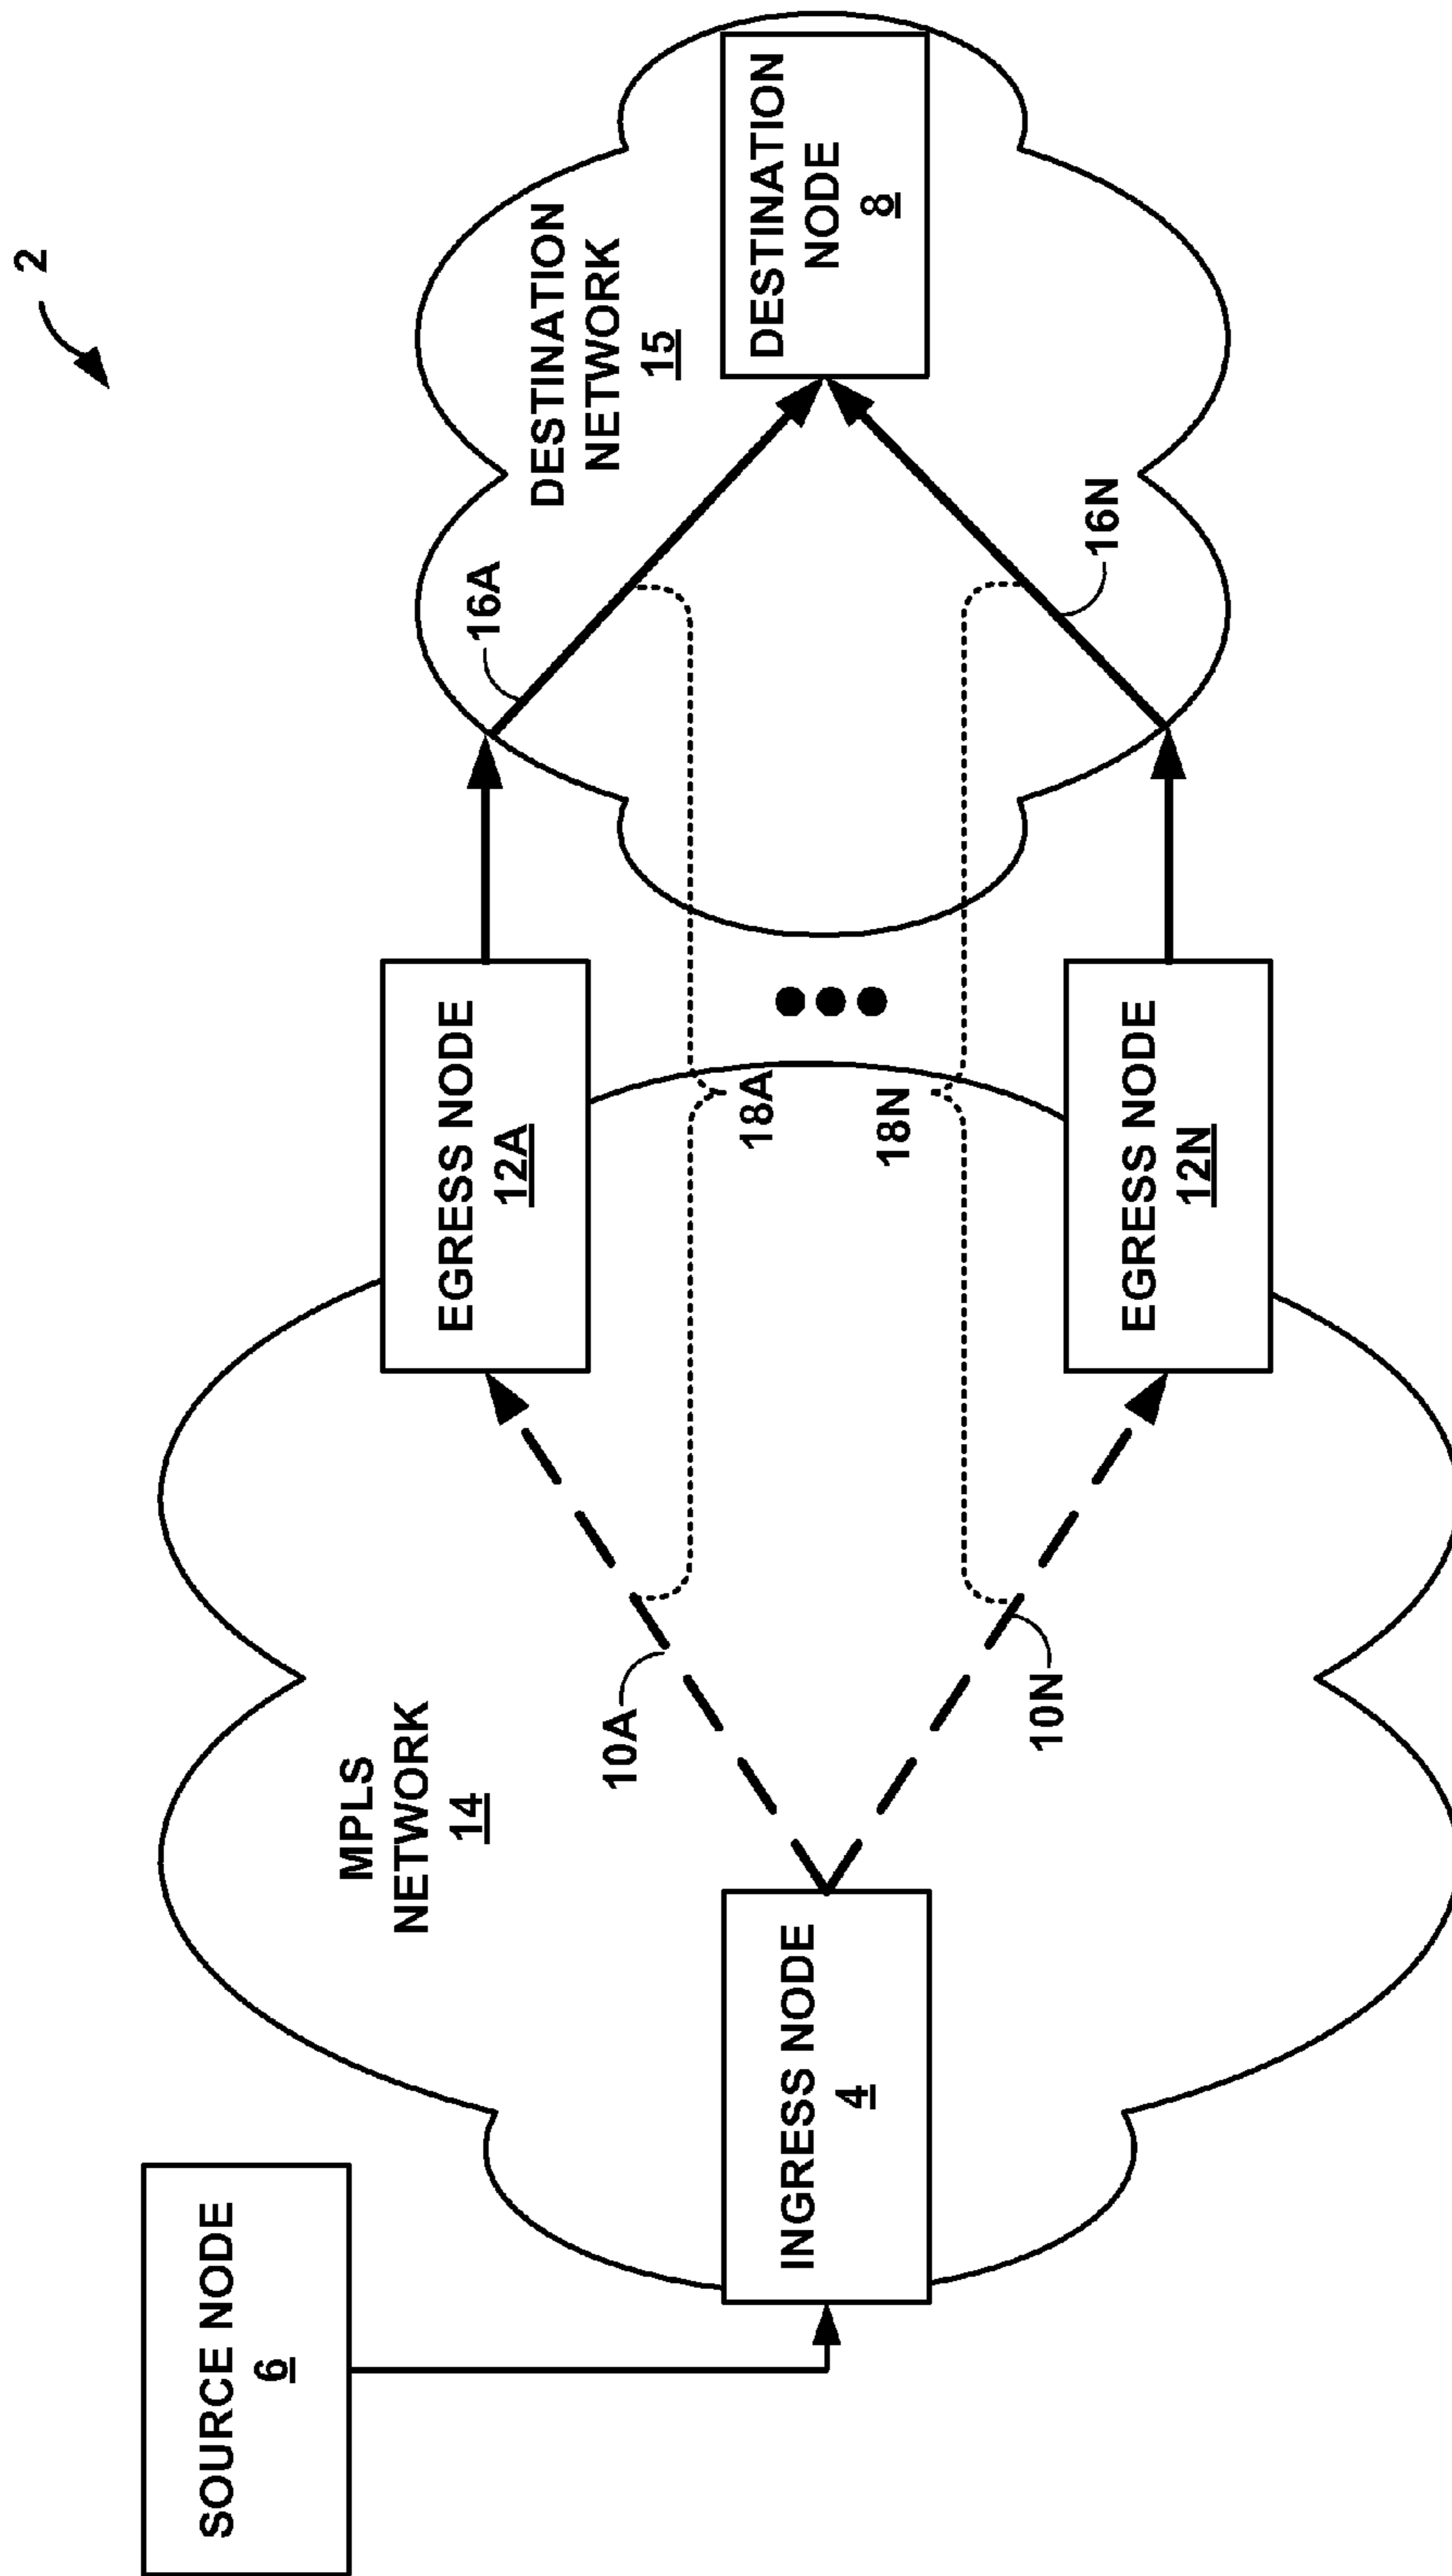 2
SOURCE NODE
6
MPLS
NETWORK
14
INGRESS NODE
4
10A
10N
EGRESS NODE
12A
18A
18N
EGRESS NODE
12N
16A
DESTINATION
NETWORK
15
16N
DESTINATION
NODE
8